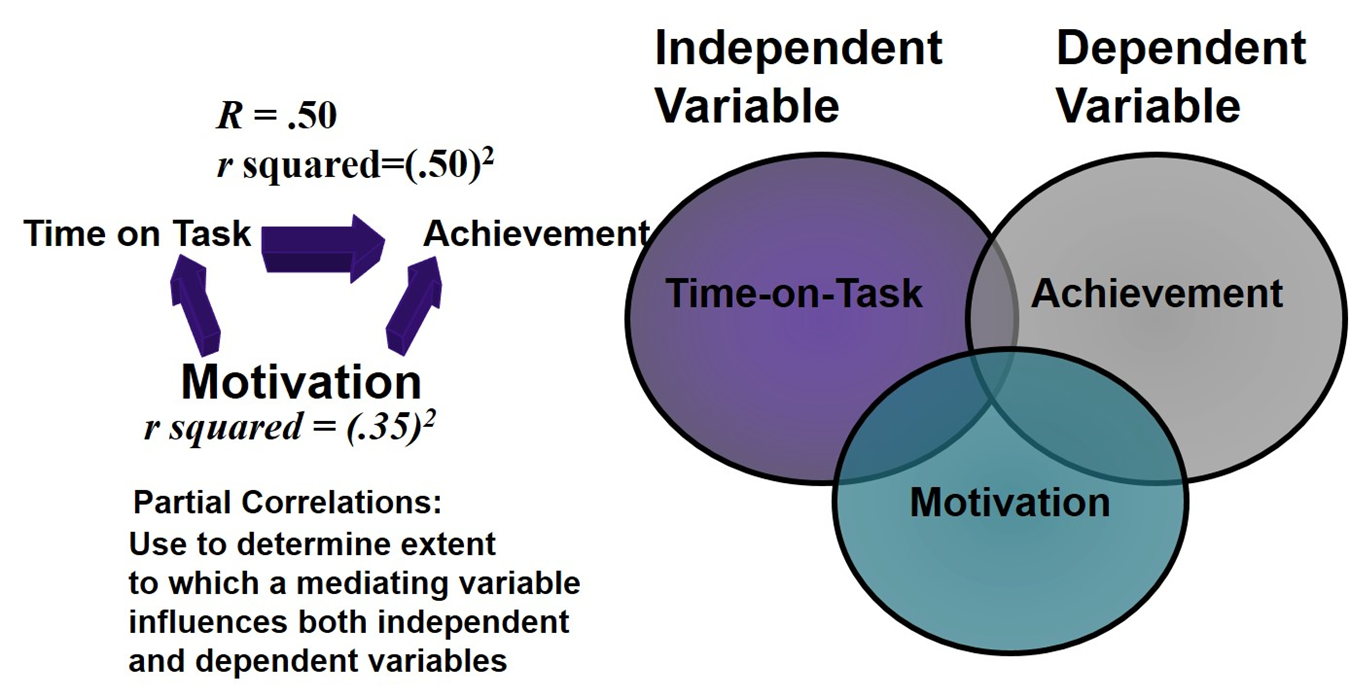 R = .50
r squared=(.50)²
Time on Task
Achievement
Motivation
r squared = (.35)²
Partial Correlations:
Use to determine extent
to which a mediating variable
influences both independent
and dependent variables
Independent
Variable
Dependent
Variable
Time-on-Task
Achievement
Motivation